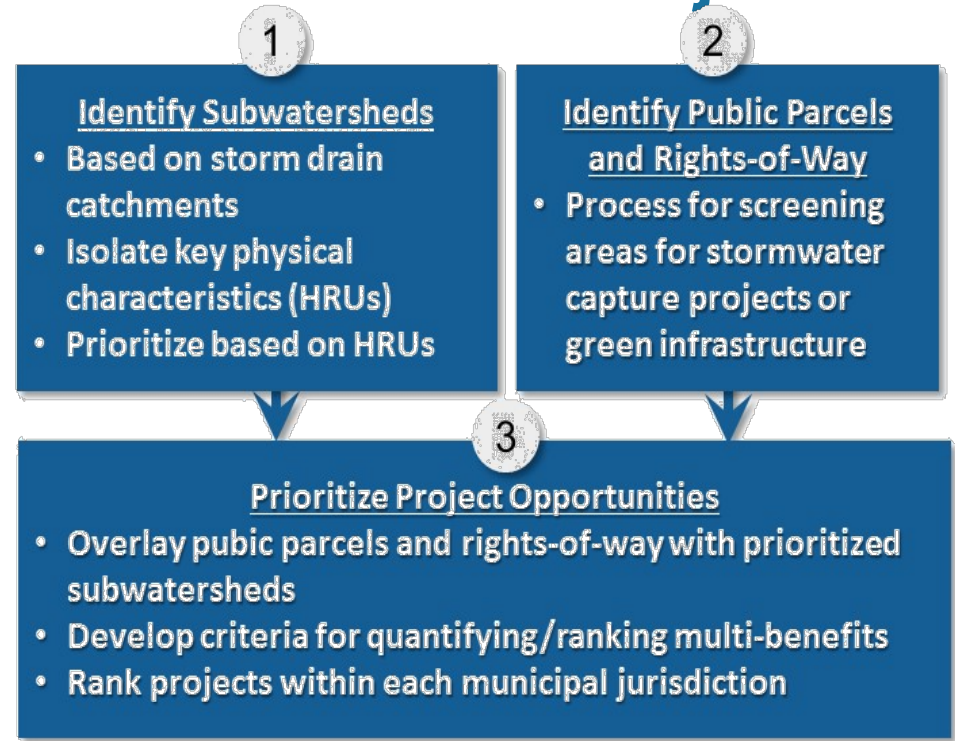 1
Identify Subwatersheds
• Based on storm drain
catchments
• Isolate key physical
characteristics (HRUs)
• Prioritize based on HRUs
2
Identify Public Parcels
and Rights-of-Way
• Process for screening
areas for stormwater
capture projects or
green infrastructure
3
Prioritize Project Opportunities
• Overlay pubic parcels and rights-of-way with prioritized
subwatersheds
• Develop criteria for quantifying/ranking multi-benefits
• Rank projects within each municipal jurisdiction